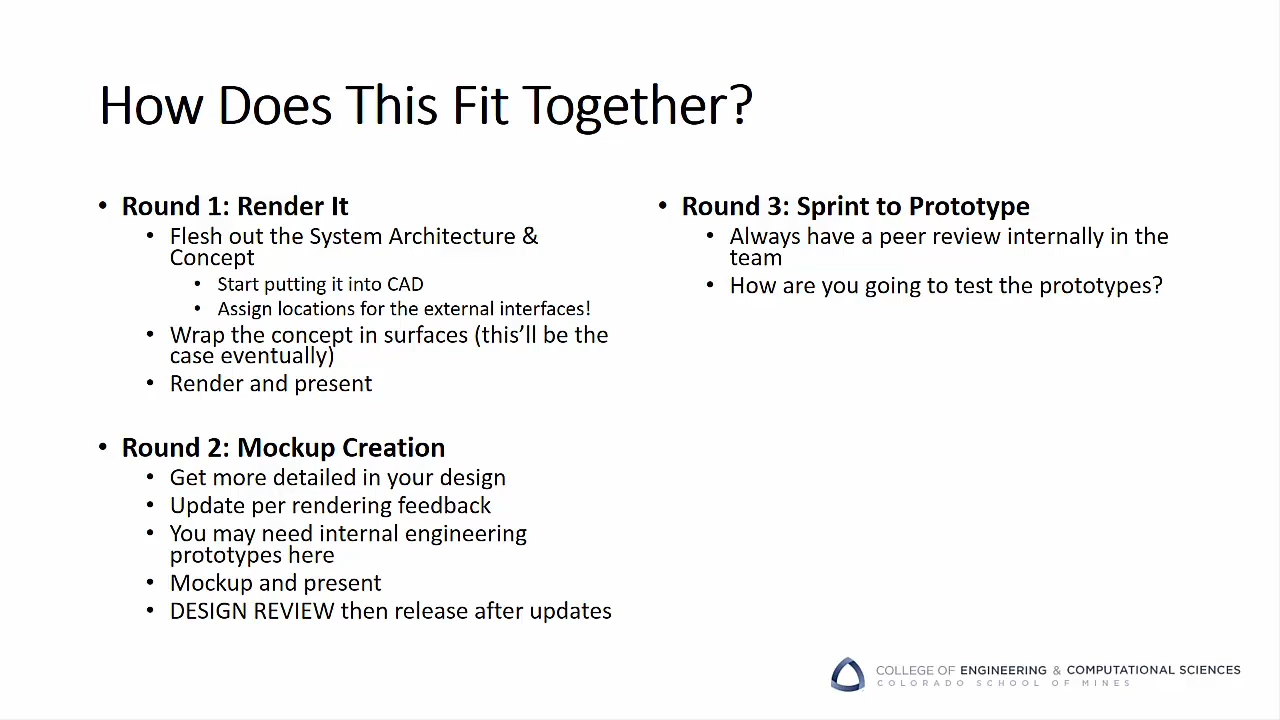 How Does This Fit Together?
• Round 1: Render It
• Flesh out the System Architecture &
Concept
• Start putting it into CAD
• Assign locations for the external interfaces!
• Wrap the concept in surfaces (this'll be the
case eventually)
• Render and present
• Round 2: Mockup Creation
• Get more detailed in your design
• Update per rendering feedback
• You may need internal engineering
prototypes here
• Mockup and present
• DESIGN REVIEW then release after updates
• Round 3: Sprint to Prototype
• Always have a peer review internally in the
team
• How are you going to test the prototypes?
COLLEGE OF ENGINEERING & COMPUTATIONAL SCIENCES
COLORADO SCHOOL OF MINES